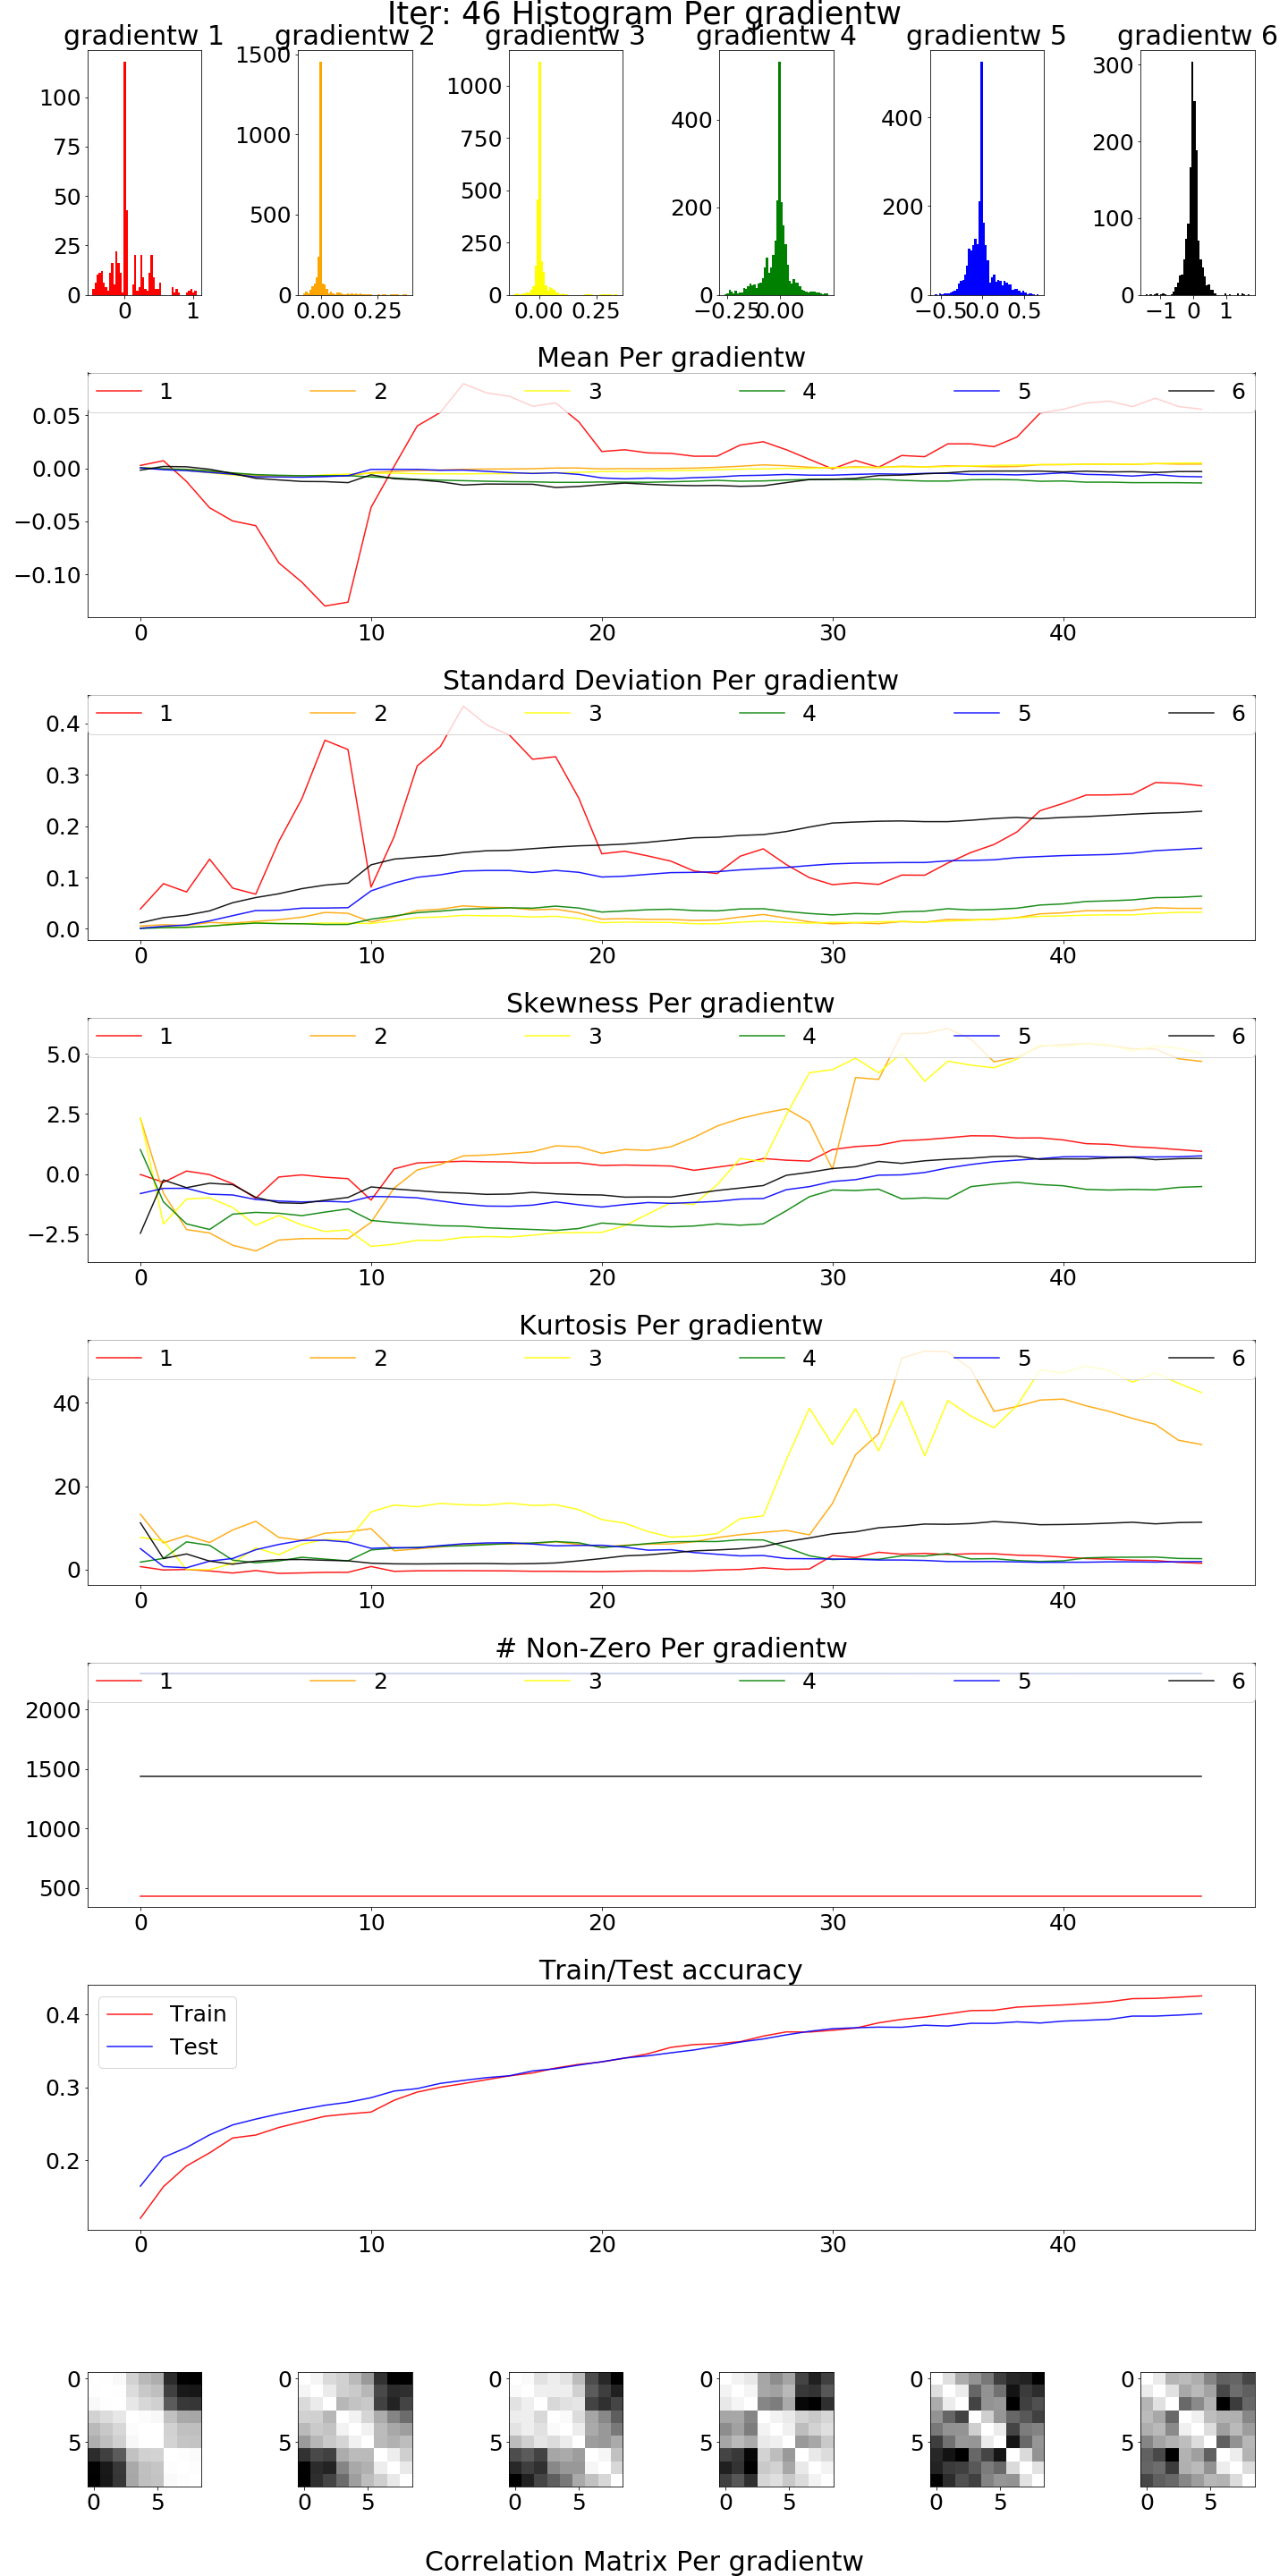 Iter: 46 Histogram Per gradientw
gradientw 1 gradientw 2 gradientw 3 gradientw 4 gradientw 5 gradientw 6
100
75
50
25
0
0 1
1500
1000
500
0
0.00 0.25
1000
750
500
250
0
0.00 0.25
400
200
0
−0.25 0.00
400
200
0
−0.5 0.0 0.5
300
200
100
0
−1 0 1
Mean Per gradientw
1 2 3 4 5 6
0.05
0.00
−0.05
−0.10
0 10 20 30 40
Standard Deviation Per gradientw
1 2 3 4 5 6
0.4
0.3
0.2
0.1
0.0
0 10 20 30 40
Skewness Per gradientw
1 2 3 4 5 6
5.0
2.5
0.0
−2.5
0 10 20 30 40
Kurtosis Per gradientw
1 2 3 4 5 6
40
20
0
0 10 20 30 40
# Non-Zero Per gradientw
1 2 3 4 5 6
2000
1500
1000
500
0 10 20 30 40
Train/Test accuracy
Train
Test
0.4
0.3
0.2
0 10 20 30 40
0 0 0 0 0 0
5 5 5 5 5 5
0 5 0 5 0 5 0 5 0 5 0 5
Correlation Matrix Per gradientw